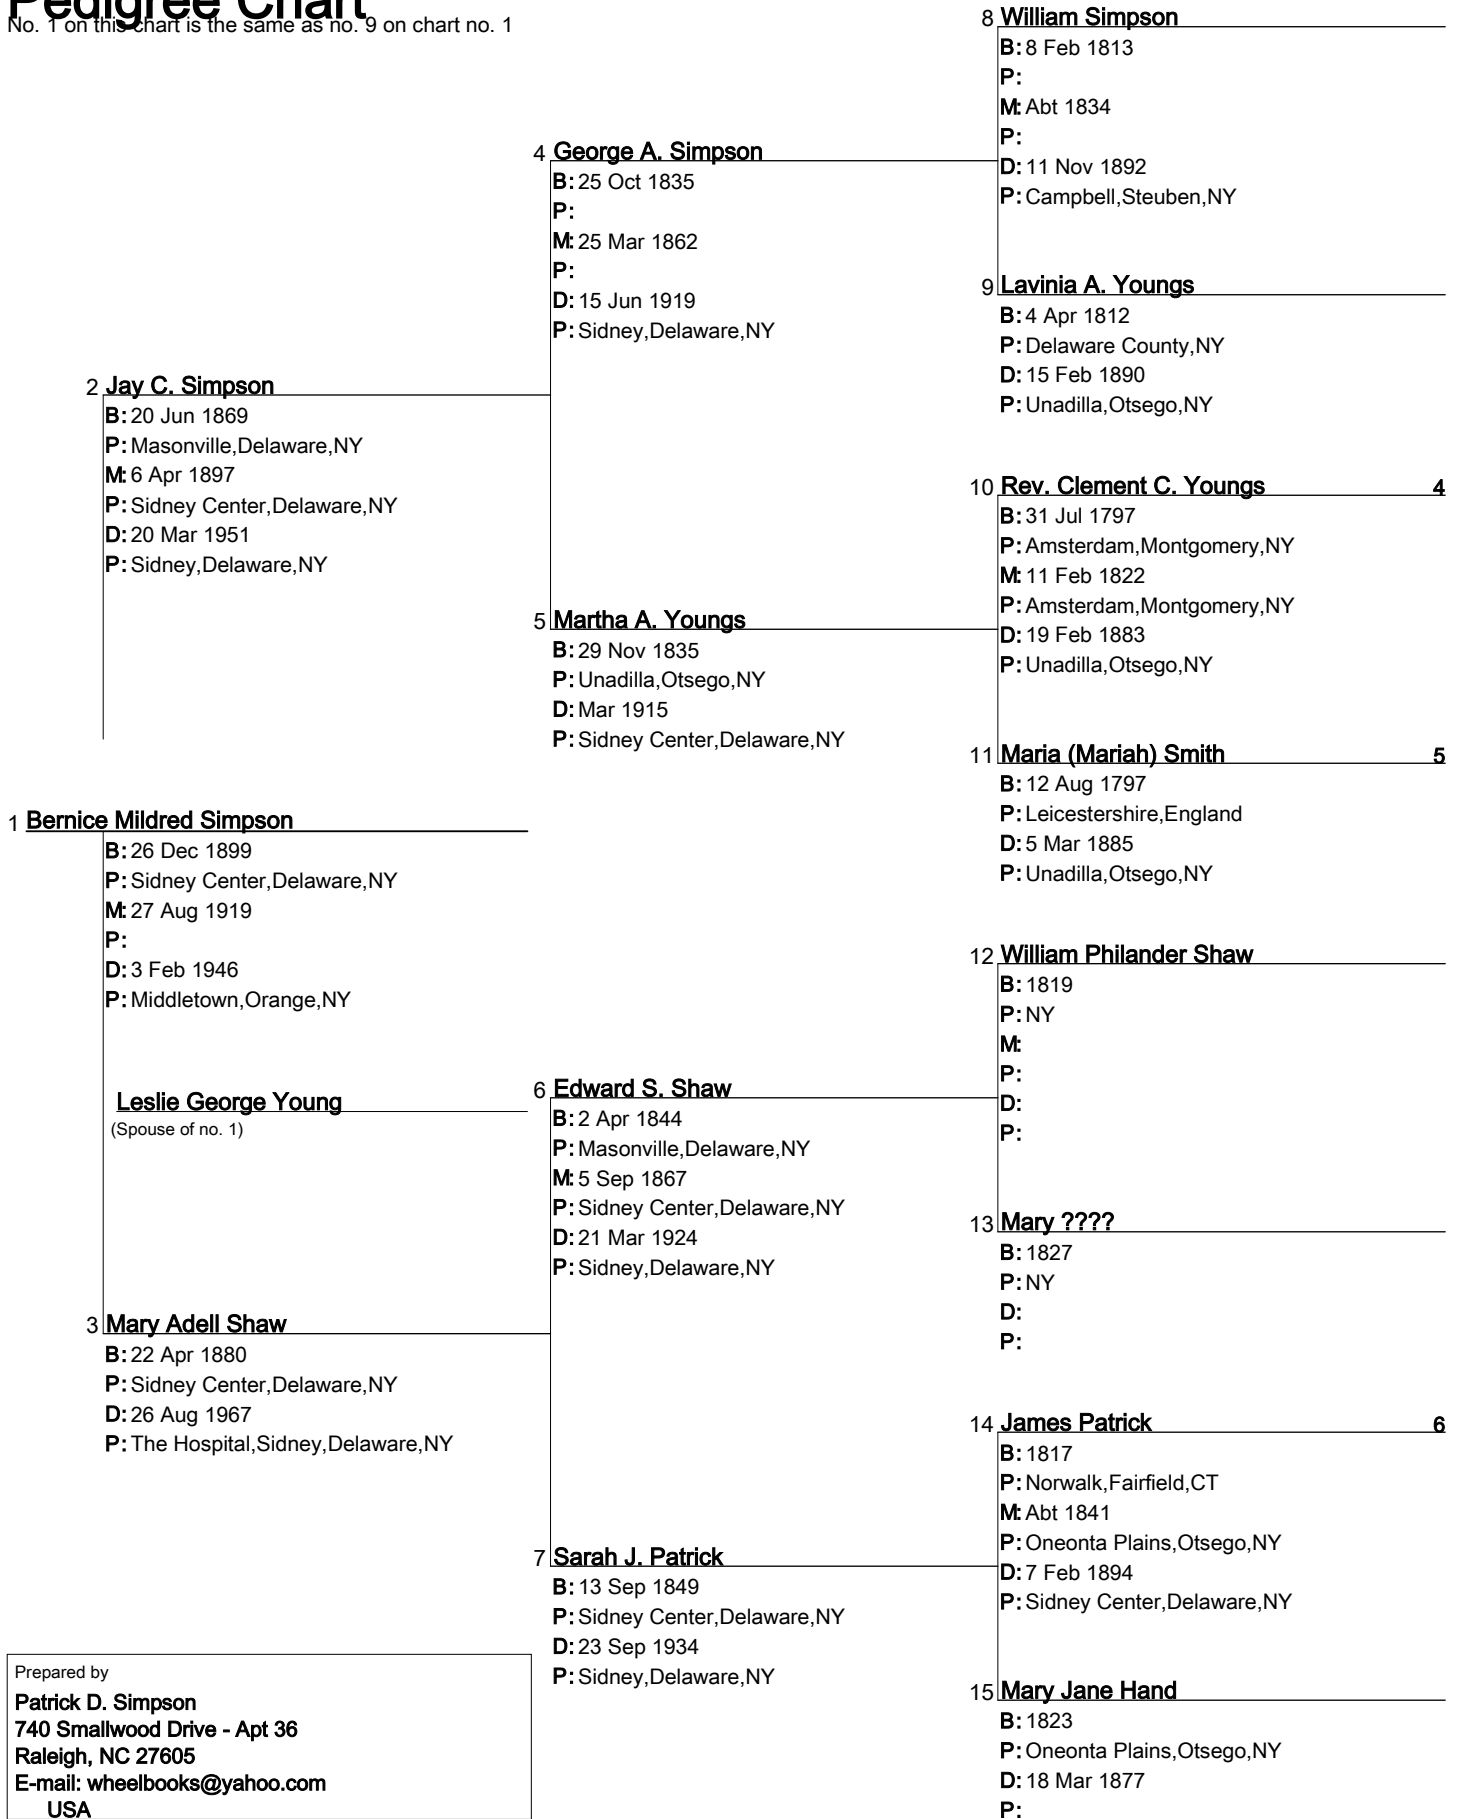 Pedigree Chart
No. 1 on this chart is the same as no. 9 on chart no. 1
8 William Simpson
B: 8 Feb 1813
P:
M: Abt 1834
P:
D: 11 Nov 1892
P: Campbell,Steuben,NY
4 George A. Simpson
B: 25 Oct 1835
P:
M: 25 Mar 1862
P:
D: 15 Jun 1919
P: Sidney,Delaware,NY
9 Lavinia A. Youngs
B: 4 Apr 1812
P: Delaware County,NY
D: 15 Feb 1890
P: Unadilla,Otsego,NY
2 Jay C. Simpson
B: 20 Jun 1869
P: Masonville,Delaware,NY
M: 6 Apr 1897
P: Sidney Center,Delaware,NY
D: 20 Mar 1951
P: Sidney,Delaware,NY
10 Rev. Clement C. Youngs 4
B: 31 Jul 1797
P: Amsterdam,Montgomery,NY
M: 11 Feb 1822
P: Amsterdam,Montgomery,NY
D: 19 Feb 1883
P: Unadilla,Otsego,NY
5 Martha A. Youngs
B: 29 Nov 1835
P: Unadilla,Otsego,NY
D: Mar 1915
P: Sidney Center,Delaware,NY
11 Maria (Mariah) Smith 5
B: 12 Aug 1797
P: Leicestershire,England
D: 5 Mar 1885
P: Unadilla,Otsego,NY
1 Bernice Mildred Simpson
B: 26 Dec 1899
P: Sidney Center,Delaware,NY
M: 27 Aug 1919
P:
D: 3 Feb 1946
P: Middletown,Orange,NY
Leslie George Young
(Spouse of no. 1)
12 William Philander Shaw
B: 1819
P: NY
M:
P:
D:
P:
6 Edward S. Shaw
B: 2 Apr 1844
P: Masonville,Delaware,NY
M: 5 Sep 1867
P: Sidney Center,Delaware,NY
D: 21 Mar 1924
P: Sidney,Delaware,NY
13 Mary ????
B: 1827
P: NY
D:
P:
3 Mary Adell Shaw
B: 22 Apr 1880
P: Sidney Center,Delaware,NY
D: 26 Aug 1967
P: The Hospital,Sidney,Delaware,NY
14 James Patrick 6
B: 1817
P: Norwalk,Fairfield,CT
M: Abt 1841
P: Oneonta Plains,Otsego,NY
D: 7 Feb 1894
P: Sidney Center,Delaware,NY
7 Sarah J. Patrick
B: 13 Sep 1849
P: Sidney Center,Delaware,NY
D: 23 Sep 1934
P: Sidney,Delaware,NY
15 Mary Jane Hand
B: 1823
P: Oneonta Plains,Otsego,NY
D: 18 Mar 1877
P:
Prepared by
Patrick D. Simpson
740 Smallwood Drive - Apt 36
Raleigh, NC 27605
E-mail: wheelbooks@yahoo.com
USA